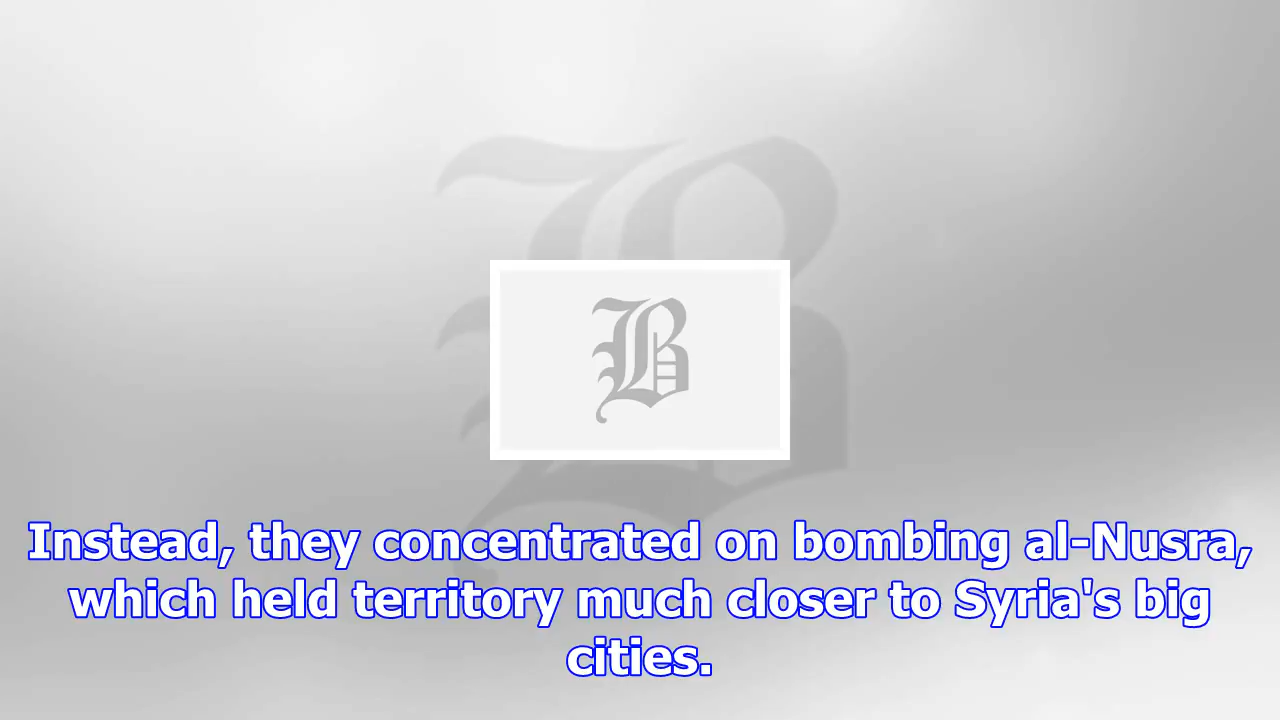 B
Instead, they concentrated on bombing al-Nusra,
which held territory much closer to Syria's big
cities.